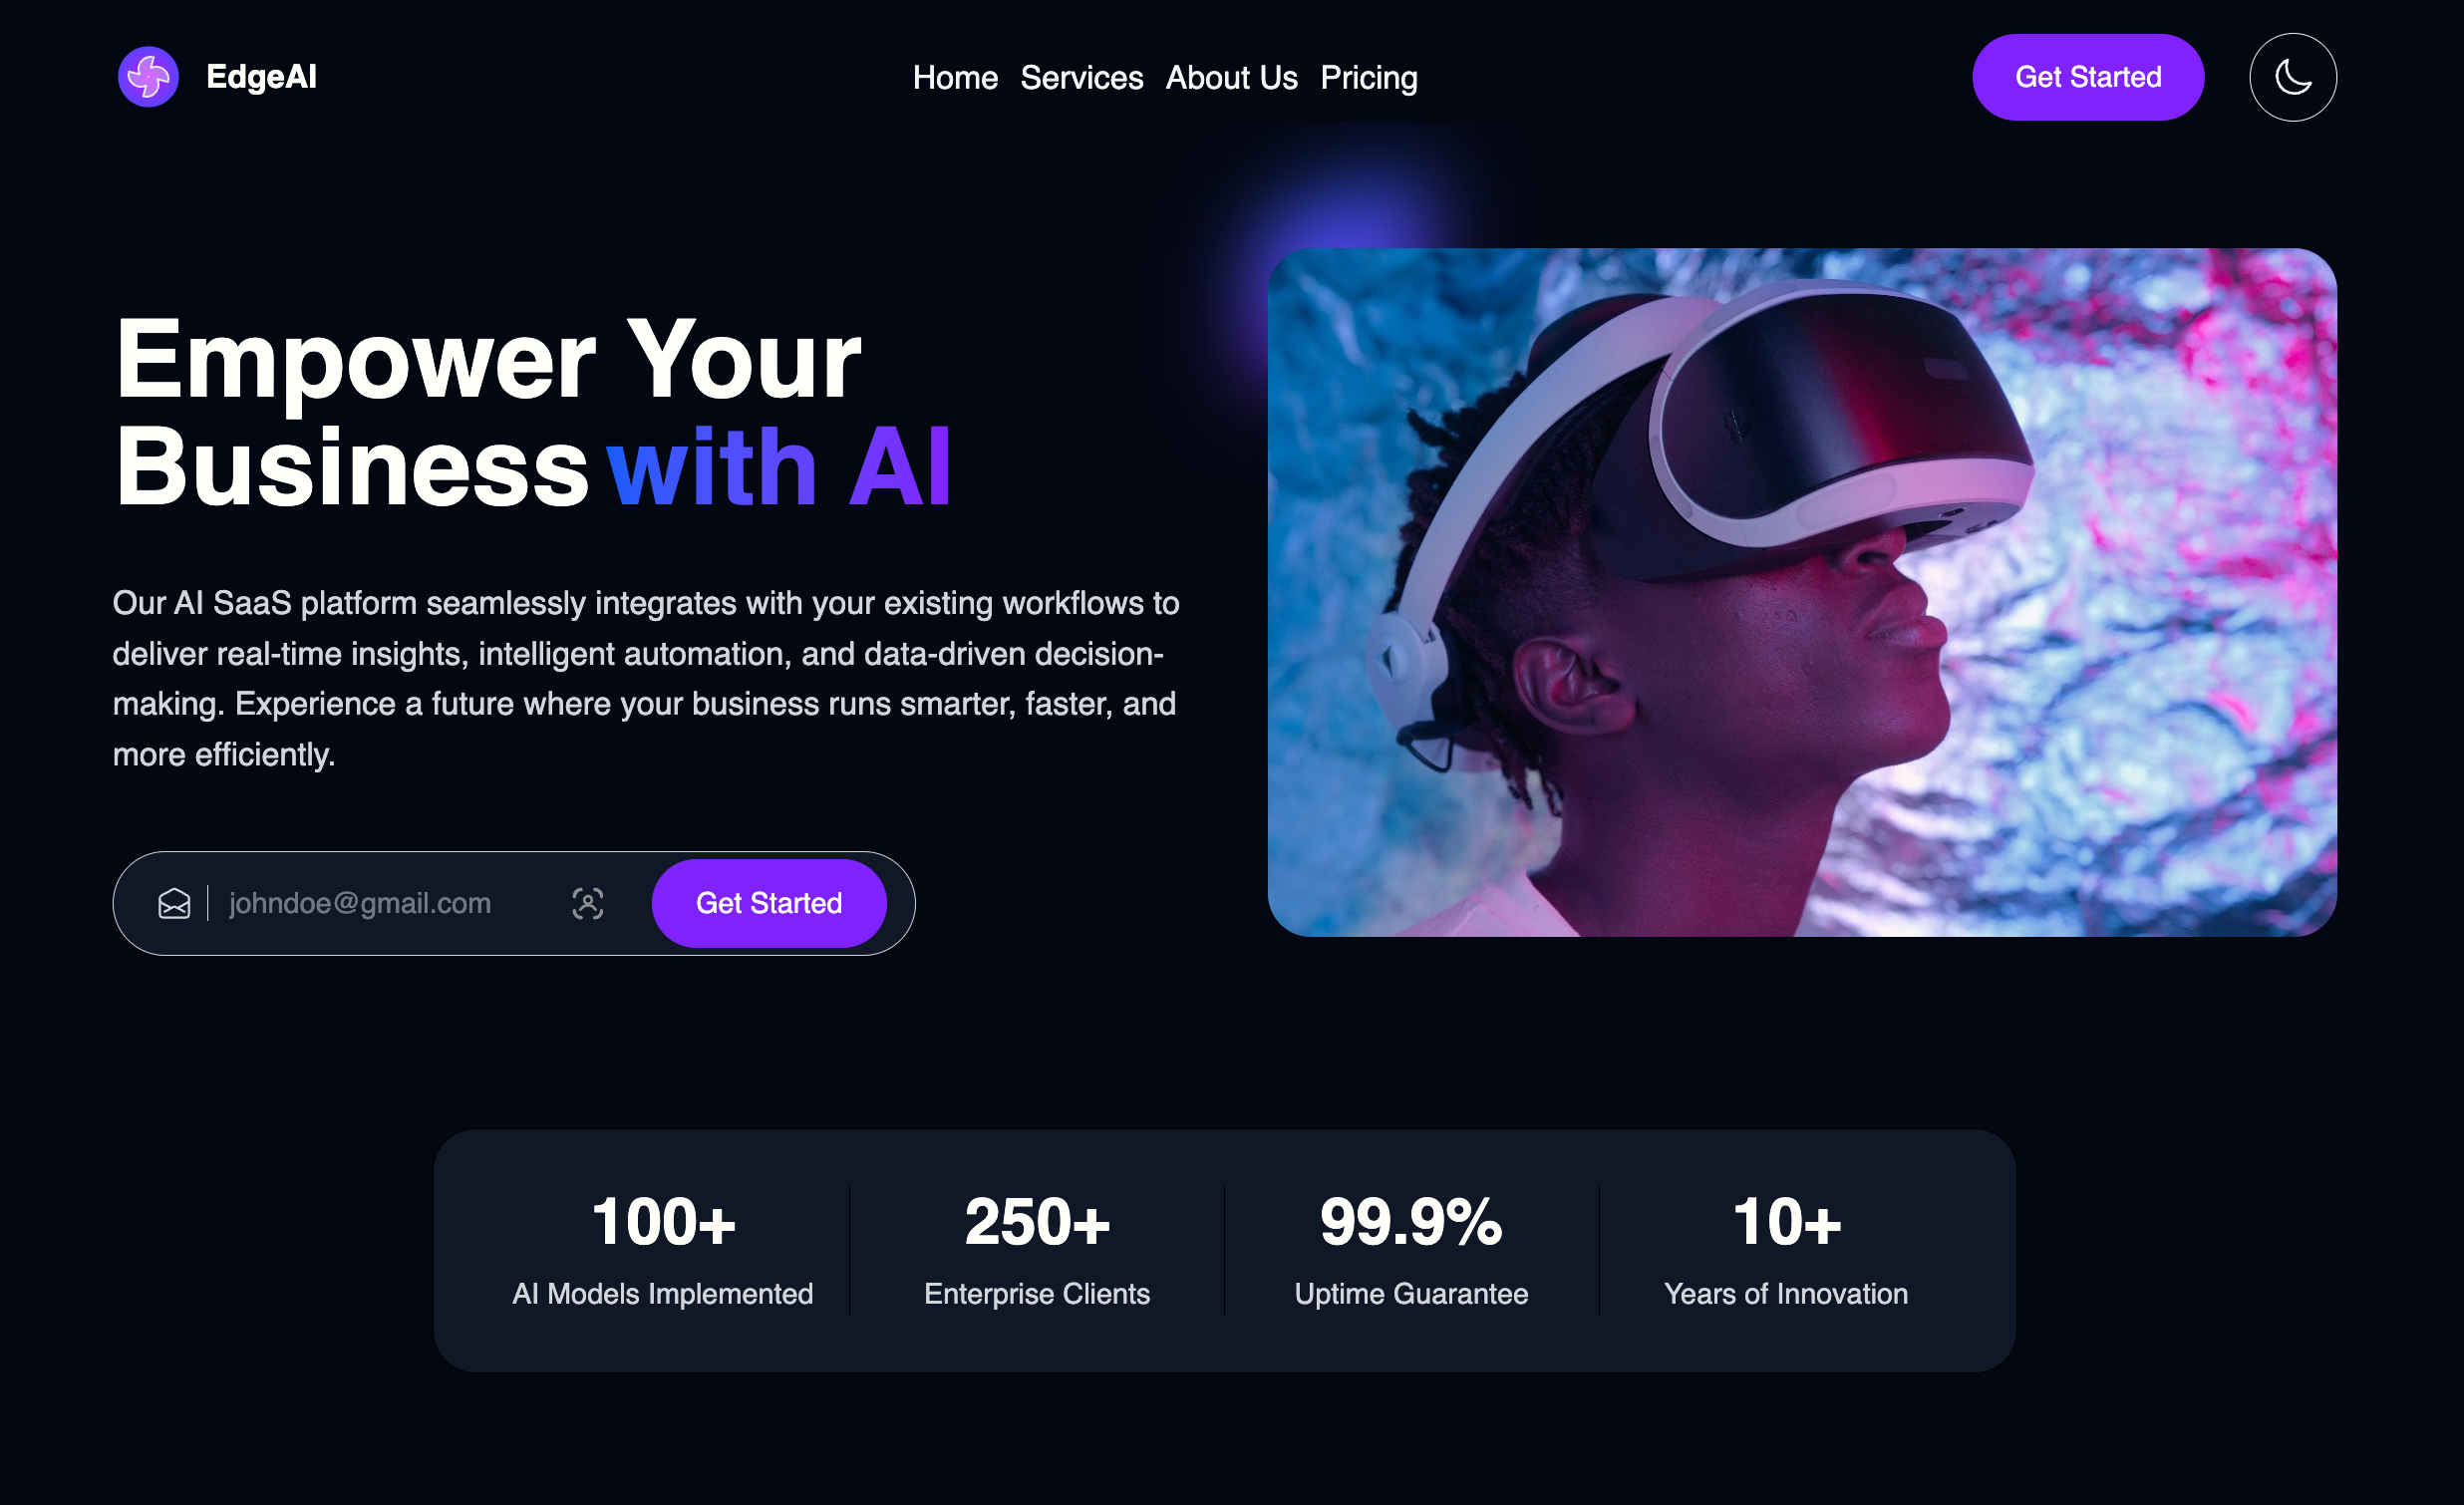 EdgeAI
Home Services About Us Pricing
Get Started
Empower Your
Business with AI
Our AI SaaS platform seamlessly integrates with your existing workflows to
deliver real-time insights, intelligent automation, and data-driven decision-
making. Experience a future where your business runs smarter, faster, and
more efficiently.
johndoe@gmail.com
Get Started
100+
AI Models Implemented
250+
Enterprise Clients
99.9%
Uptime Guarantee
10+
Years of Innovation